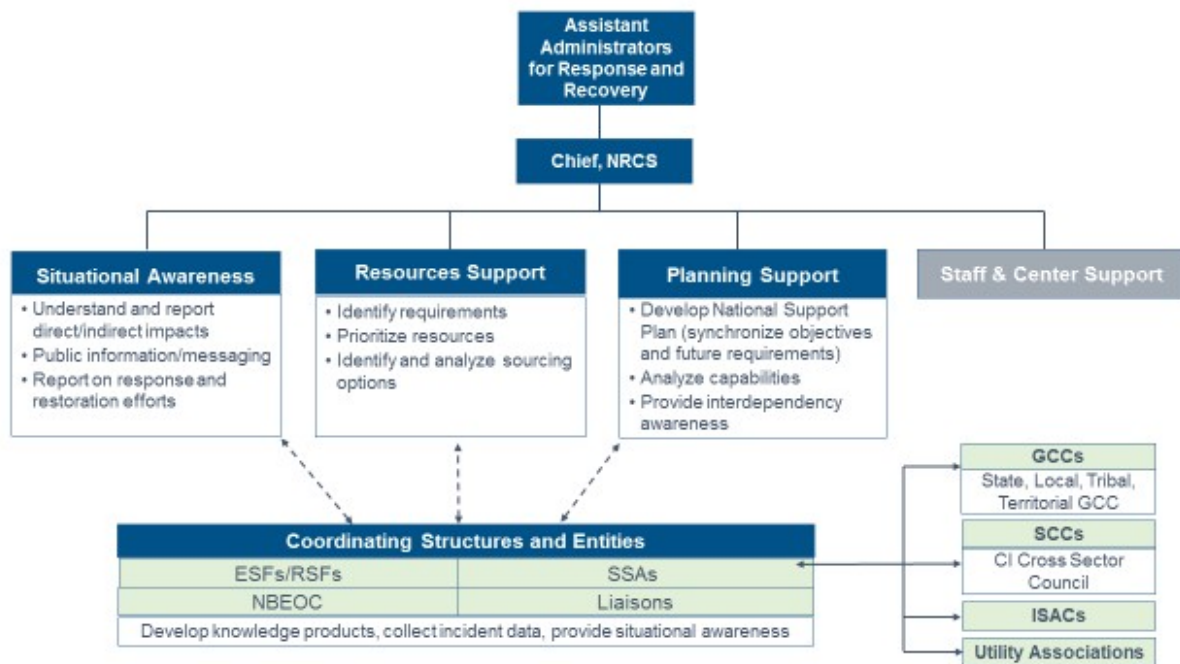 Assistant
Administrators
for Response and
Recovery
Chief, NRCS
Situational Awareness
• Understand and report
direct/indirect impacts
• Public information/messaging
• Report on response and
restoration efforts
Resources Support
• Identify requirements
• Prioritize resources
• Identify and analyze sourcing
options
Planning Support
• Develop National Support
Plan (synchronize objectives
and future requirements)
• Analyze capabilities
• Provide interdependency
awareness
Staff & Center Support
Coordinating Structures and Entities
ESFs/RSFs
SSAs
NBEOC
Liaisons
Develop knowledge products, collect incident data, provide situational awareness
GCCs
State, Local, Tribal,
Territorial GCC
SCCs
CI Cross Sector
Council
ISACs
Utility Associations